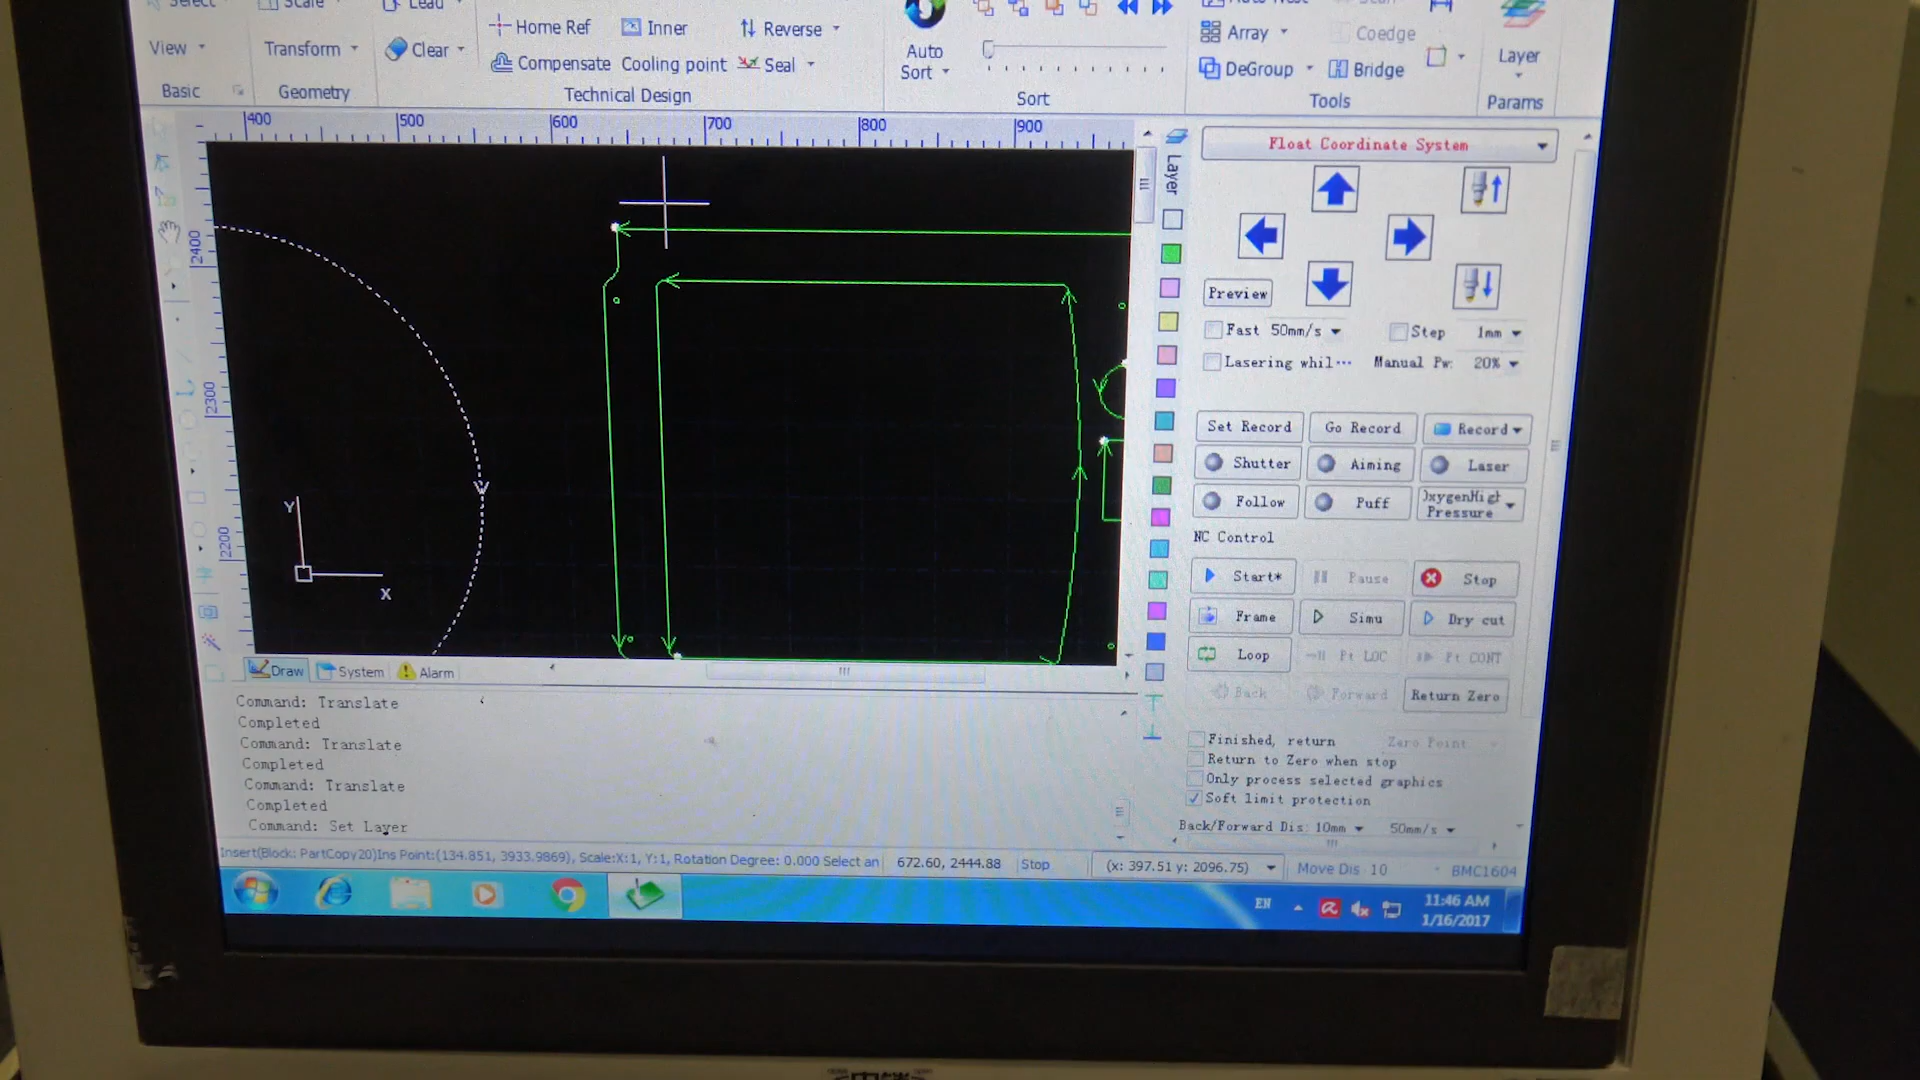 Select
Scale
Lead
View
Transform
Clear
Home Ref
Inner
Reverse
Compensate
Cooling point
Seal
Auto
Sort
Array
Coedge
DeGroup
Bridge
Layer
Basic
Geometry
Technical Design
Sort
Tools
Params
400
500
600
700
800
900
2400
2300
2200
Y
X
Layer
Float Coordinate System
Preview
Fast 50mm/s
Step 1mm
Lasering whil···
Manual Pw: 20%
Set Record
Go Record
Record
Shutter
Aiming
Laser
Follow
Puff
OxygenHigh
Pressure
NC Control
Start*
Pause
Stop
Frame
Simu
Dry cut
Loop
Pt LOC
Pt CONT
Back
Forward
Return Zero
Finished, return
Zero Point
Return to Zero when stop
Only process selected graphics
Soft limit protection
Back/Forward Dis: 10mm
50mm/s
Draw
System
Alarm
Command: Translate
Completed
Command: Translate
Completed
Command: Translate
Completed
Command: Set Layer
Insert(Block: PartCopy20)Ins Point:(134.851, 3933.9869), Scale:X:1, Y:1, Rotation Degree: 0.000 Select an
672.60, 2444.88
Stop
(x: 397.51 y: 2096.75)
Move Dis 10
BMC1604
EN
11:46 AM
1/16/2017